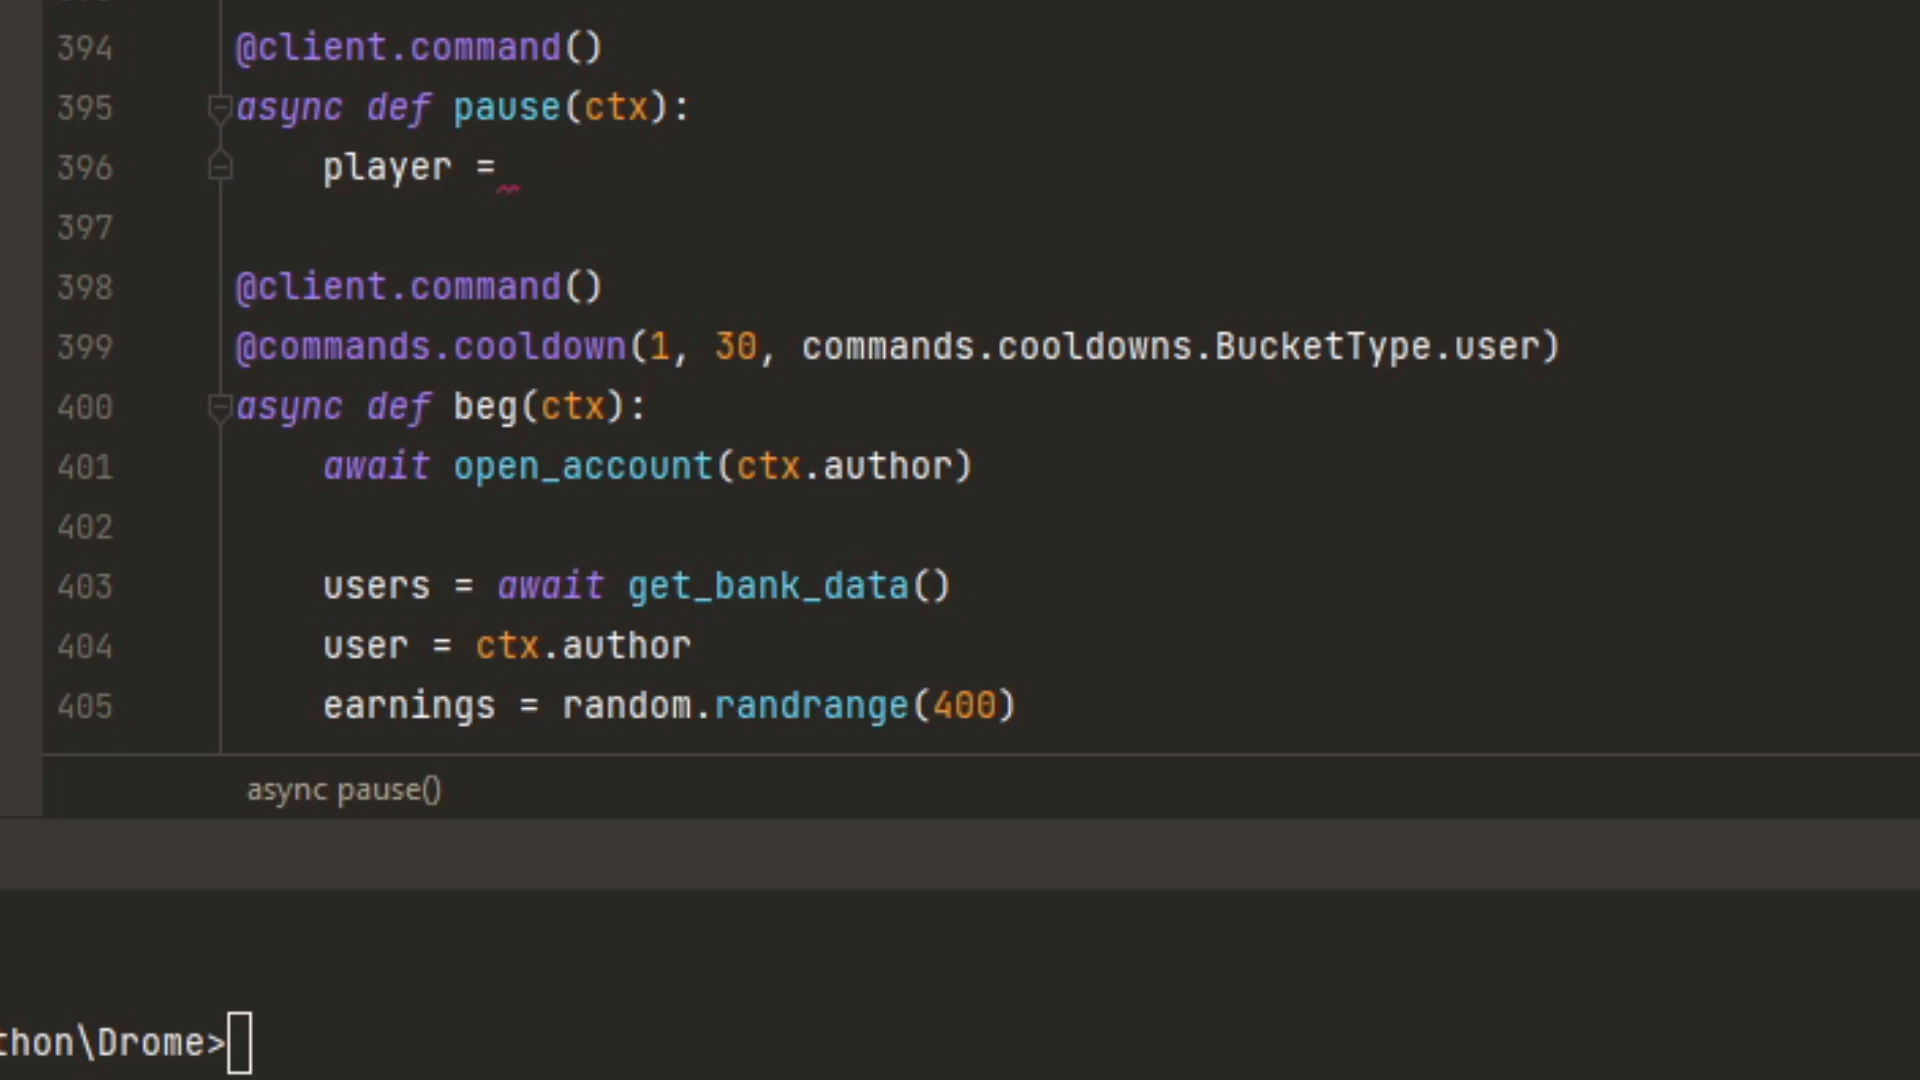 394 @client.command()
395 async def pause(ctx):
396 player =
397
398 @client.command()
399 @commands.cooldown(1, 30, commands.cooldowns.BucketType.user)
400 async def beg(ctx):
401 await open_account(ctx.author)
402
403 users = await get_bank_data()
404 user = ctx.author
405 earnings = random.randrange(400)
async pause()
thon\Drome>